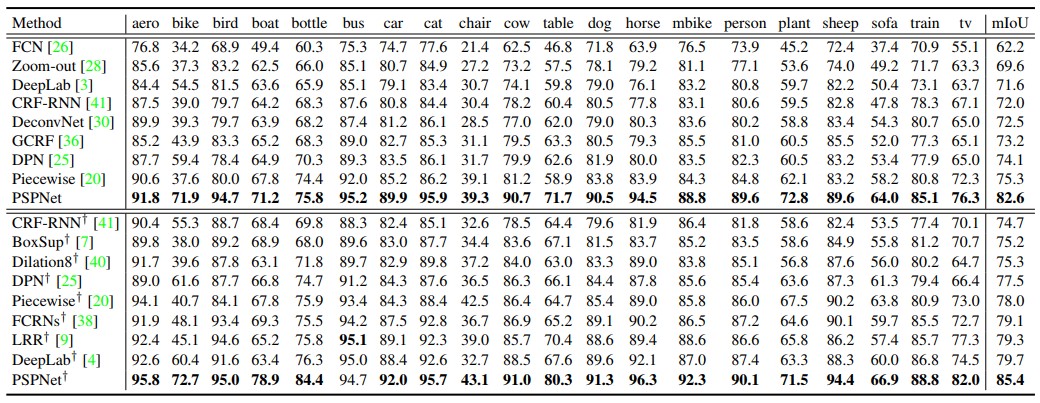 Method aero bike bird boat bottle bus car cat chair cow table dog horse mbike person plant sheep sofa train tv mIoU
FCN [26] 76.8 34.2 68.9 49.4 60.3 75.3 74.7 77.6 21.4 62.5 46.8 71.8 63.9 76.5 73.9 45.2 72.4 37.4 70.9 55.1 62.2
Zoom-out [28] 85.6 37.3 83.2 62.5 66.0 85.1 80.7 84.9 27.2 73.2 57.5 78.1 79.2 81.1 77.1 53.6 74.0 49.2 71.7 63.3 69.6
DeepLab [3] 84.4 54.5 81.5 63.6 65.9 85.1 79.1 83.4 30.7 74.1 59.8 79.0 76.1 83.2 80.8 59.7 82.2 50.4 73.1 63.7 71.6
CRF-RNN [41] 87.5 39.0 79.7 64.2 68.3 87.6 80.8 84.4 30.4 78.2 60.4 80.5 77.8 83.1 80.6 59.5 82.8 47.8 78.3 67.1 72.0
DeconvNet [30] 89.9 39.3 79.7 63.9 68.2 87.4 81.2 86.1 28.5 77.0 62.0 79.0 80.3 83.6 80.2 58.8 83.4 54.3 80.7 65.0 72.5
GCRF [36] 85.2 43.9 83.3 65.2 68.3 89.0 82.7 85.3 31.1 79.5 63.3 80.5 79.3 85.5 81.0 60.5 85.5 52.0 77.3 65.1 73.2
DPN [25] 87.7 59.4 78.4 64.9 70.3 89.3 83.5 86.1 31.7 79.9 62.6 81.9 80.0 83.5 82.3 60.5 83.2 53.4 77.9 65.0 74.1
Piecewise [20] 90.6 37.6 80.0 67.8 74.4 92.0 85.2 86.2 39.1 81.2 58.9 83.8 83.9 84.3 84.8 62.1 83.2 58.2 80.8 72.3 75.3
PSPNet 91.8 71.9 94.7 71.2 75.8 95.2 89.9 95.9 39.3 90.7 71.7 90.5 94.5 88.8 89.6 72.8 89.6 64.0 85.1 76.3 82.6
CRF-RNN† [41] 90.4 55.3 88.7 68.4 69.8 88.3 82.4 85.1 32.6 78.5 64.4 79.6 81.9 86.4 81.8 58.6 82.4 53.5 77.4 70.1 74.7
BoxSup† [7] 89.8 38.0 89.2 68.9 68.0 89.6 83.0 87.7 34.4 83.6 67.1 81.5 83.7 85.2 83.5 58.6 84.9 55.8 81.2 70.7 75.2
Dilation8† [40] 91.7 39.6 87.8 63.1 71.8 89.7 82.9 89.8 37.2 84.0 63.0 83.3 89.0 83.8 85.1 56.8 87.6 56.0 80.2 64.7 75.3
DPN† [25] 89.0 61.6 87.7 66.8 74.7 91.2 84.3 87.6 36.5 86.3 66.1 84.4 87.8 85.6 85.4 63.6 87.3 61.3 79.4 66.4 77.5
Piecewise† [20] 94.1 40.7 84.1 67.8 75.9 93.4 84.3 88.4 42.5 86.4 64.7 85.4 89.0 85.8 86.0 67.5 90.2 63.8 80.9 73.0 78.0
FCRNs† [38] 91.9 48.1 93.4 69.3 75.5 94.2 87.5 92.8 36.7 86.9 65.2 89.1 90.2 86.5 87.2 64.6 90.1 59.7 85.5 72.7 79.1
LRR† [9] 92.4 45.1 94.6 65.2 75.8 95.1 89.1 92.3 39.0 85.7 70.4 88.6 89.4 88.6 86.6 65.8 86.2 57.4 85.7 77.3 79.3
DeepLab† [4] 92.6 60.4 91.6 63.4 76.3 95.0 88.4 92.6 32.7 88.5 67.6 89.6 92.1 87.0 87.4 63.3 88.3 60.0 86.8 74.5 79.7
PSPNet† 95.8 72.7 95.0 78.9 84.4 94.7 92.0 95.7 43.1 91.0 80.3 91.3 96.3 92.3 90.1 71.5 94.4 66.9 88.8 82.0 85.4